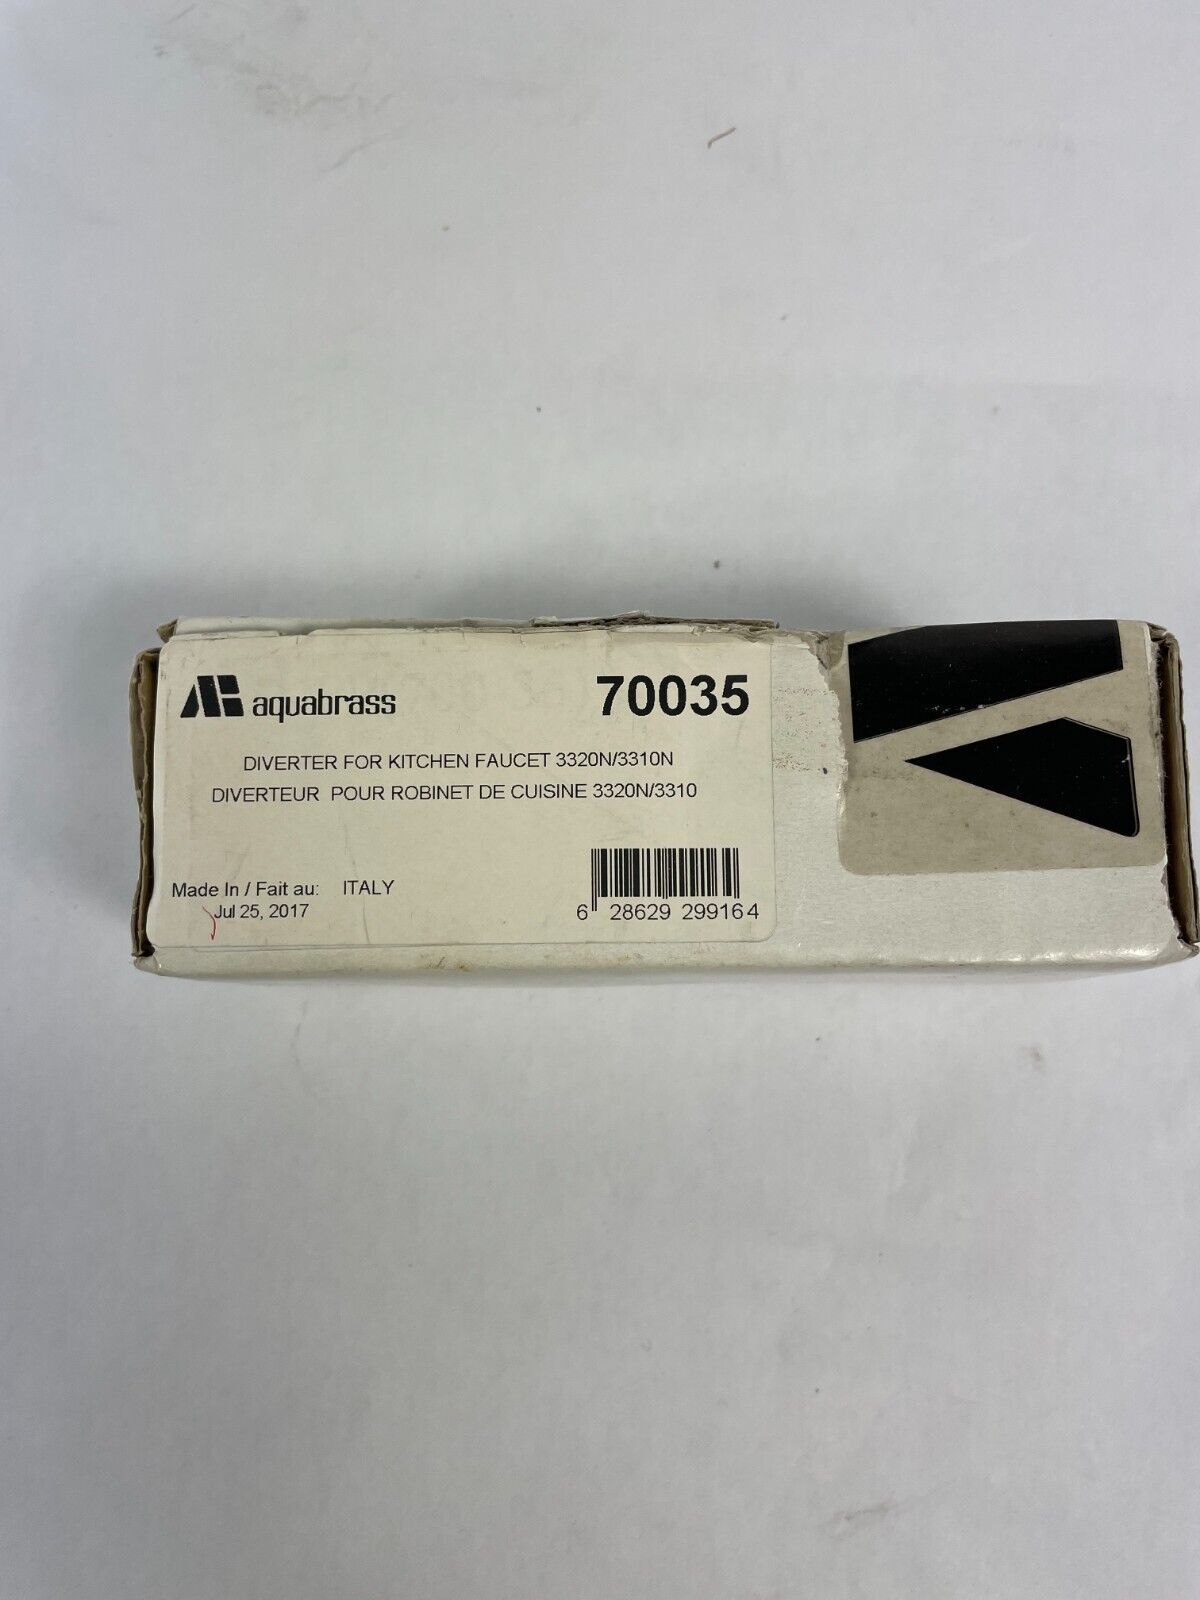 aquabrass
70035
DIVERTER FOR KITCHEN FAUCET 3320N/3310N
DIVERTEUR POUR ROBINET DE CUISINE 3320N/3310
Made In / Fait au: ITALY
Jul 25, 2017
6 28629 29916 4